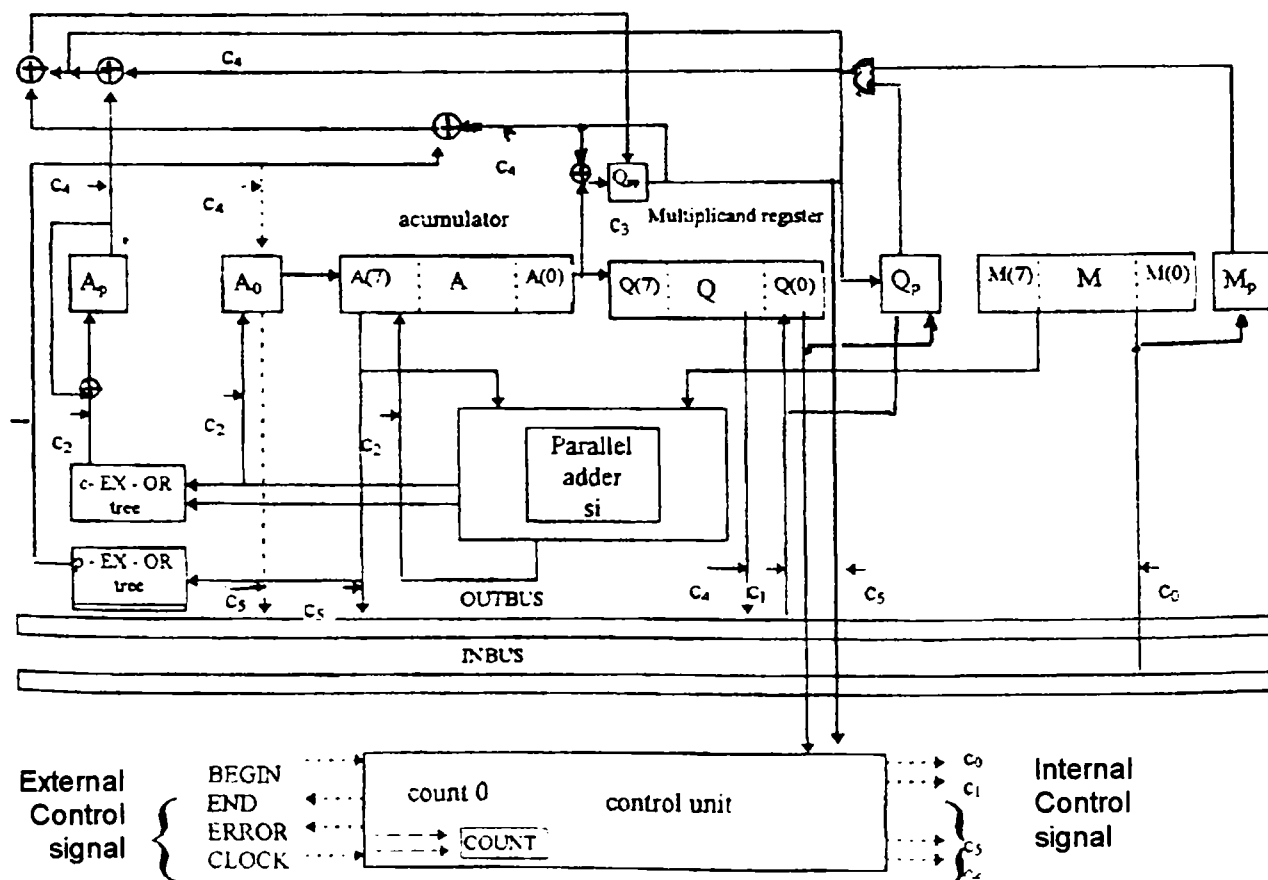 C4
C4
C4
C4
QPP
C3
acumulator
Multiplicand register
AP
A0
A(7) A A(0)
Q(7) Q Q(0)
QP
M(7) M M(0)
MP
C2
C2
C2
Parallel
adder
si
c- EX - OR
tree
- EX - OR
tree
C5
C5
OUTBUS
C4
C1
C5
C0
INBUS
External
Control
signal
BEGIN
END
ERROR
CLOCK
count 0
control unit
COUNT
C0
C1
C5
C6
Internal
Control
signal